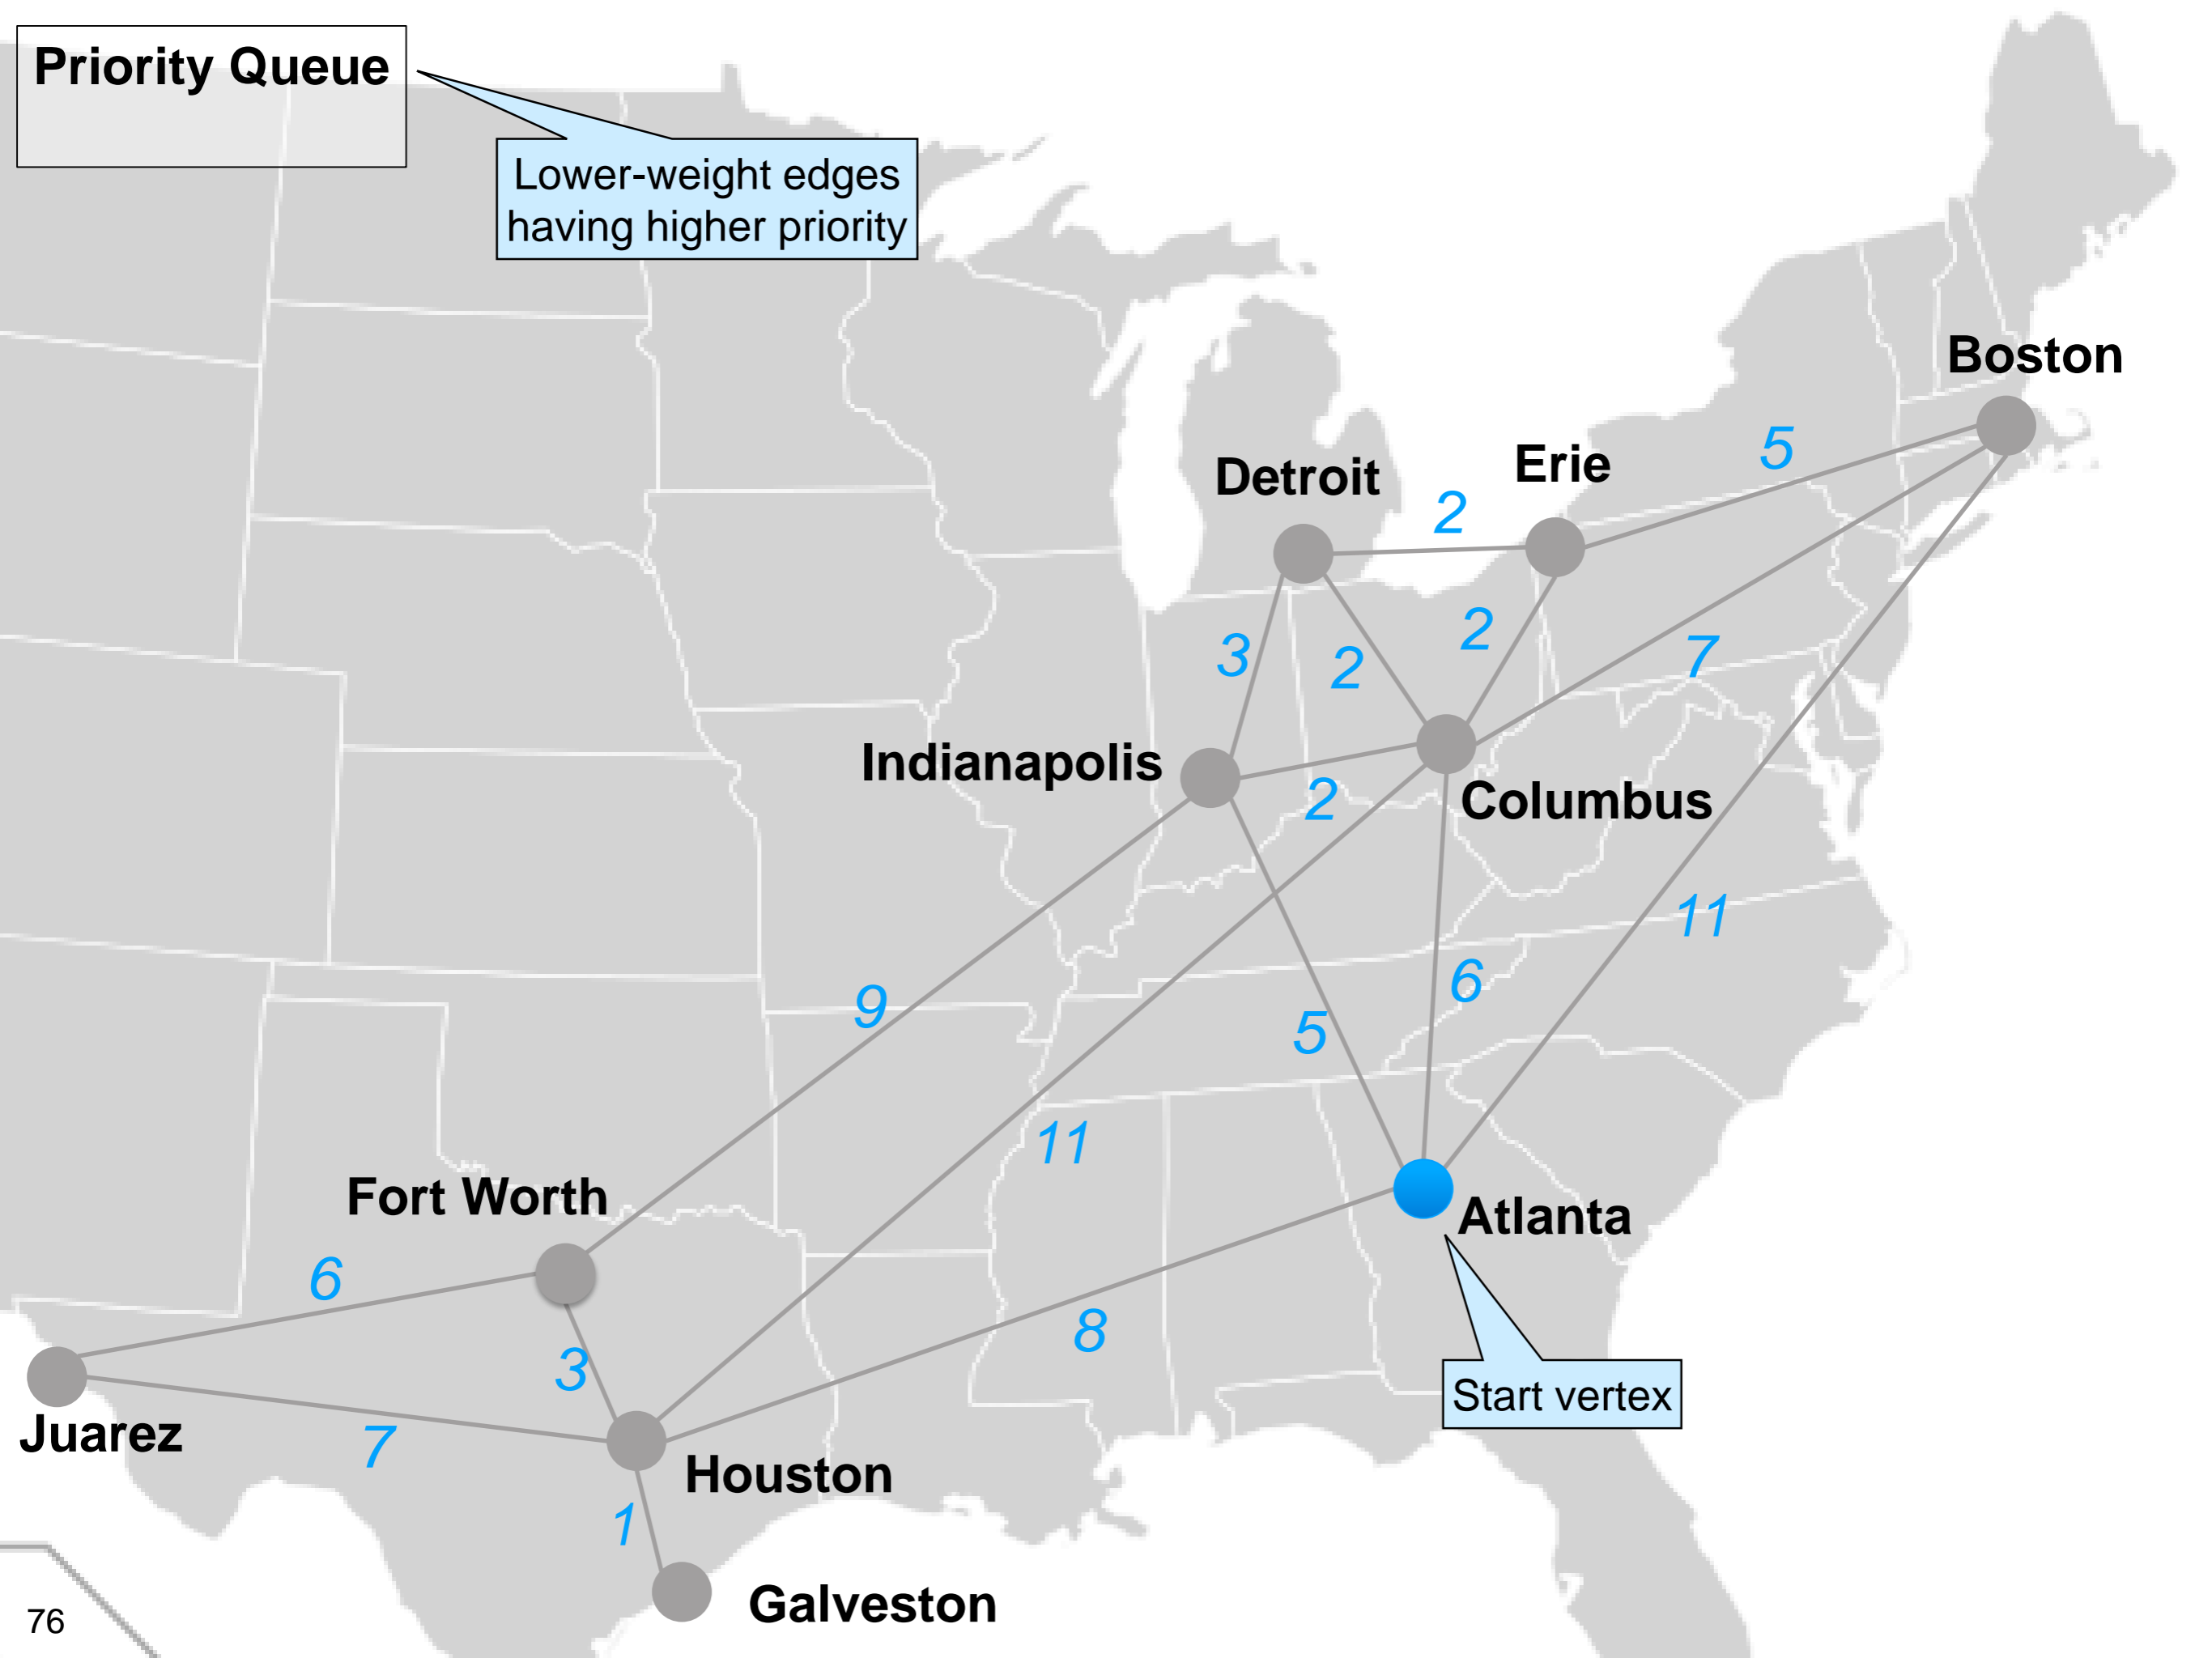 Priority Queue
Lower-weight edges
having higher priority
Boston
5
Erie
Detroit
2
2
3
2
7
Indianapolis
2
Columbus
11
6
9
5
11
Fort Worth
Atlanta
6
8
3
Start vertex
Juarez
7
Houston
1
Galveston
76